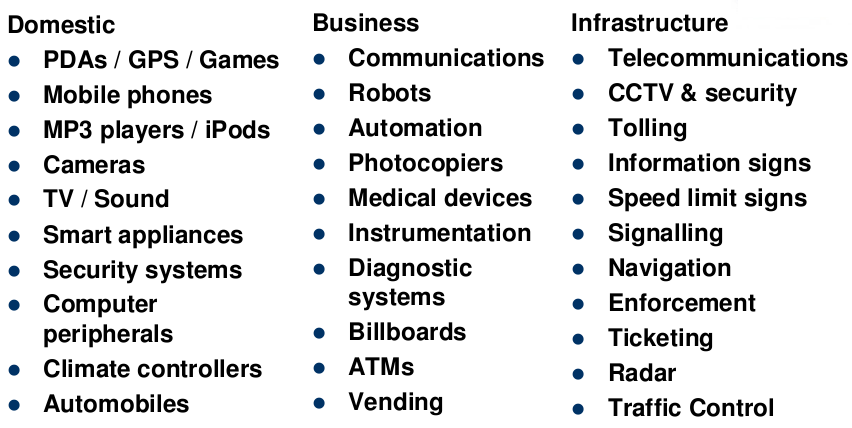 Domestic
● PDAs / GPS / Games
● Mobile phones
● MP3 players / iPods
● Cameras
● TV / Sound
● Smart appliances
● Security systems
● Computer
peripherals
● Climate controllers
● Automobiles
Business
● Communications
● Robots
● Automation
● Photocopiers
● Medical devices
● Instrumentation
● Diagnostic
systems
● Billboards
● ATMs
● Vending
Infrastructure
● Telecommunications
● CCTV & security
● Tolling
● Information signs
● Speed limit signs
● Signalling
● Navigation
● Enforcement
● Ticketing
● Radar
● Traffic Control